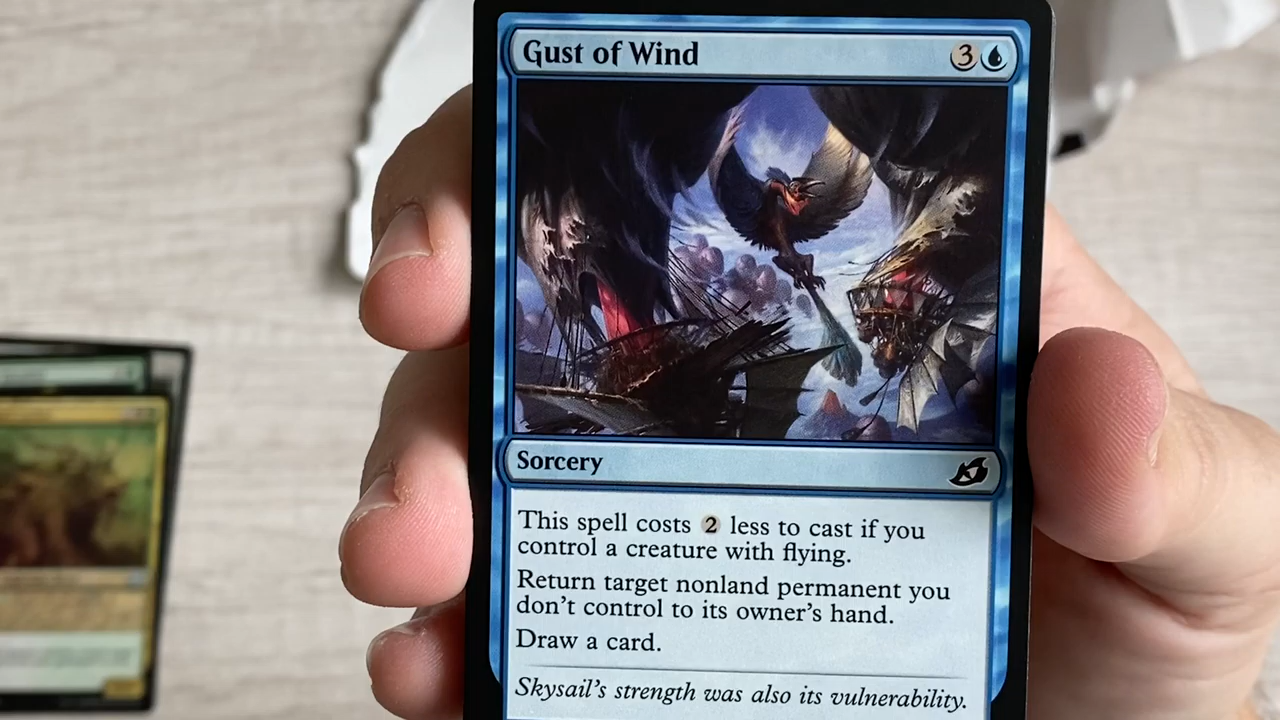 Gust of Wind 3
Sorcery
This spell costs 2 less to cast if you
control a creature with flying.
Return target nonland permanent you
don't control to its owner's hand.
Draw a card.
Skysail's strength was also its vulnerability.